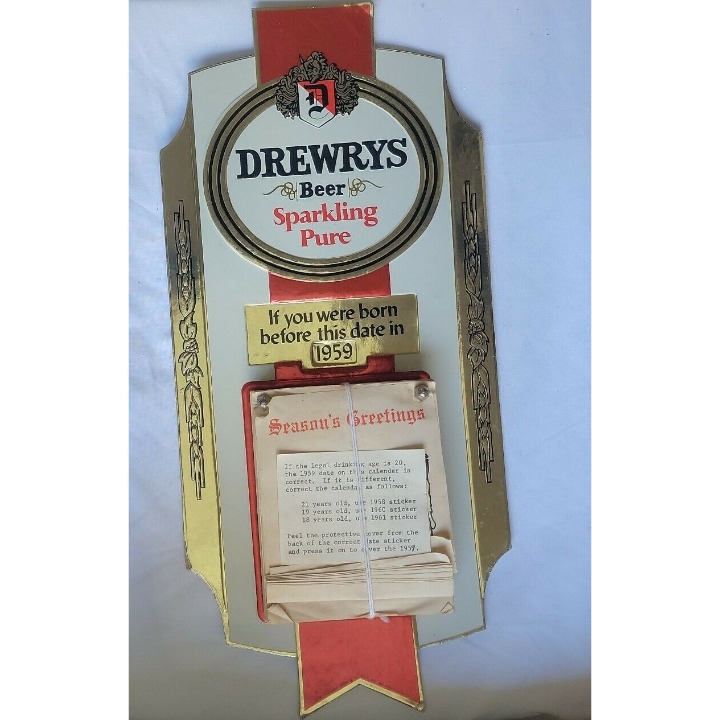 D
DREWRYS
Beer
Sparkling
Pure
If you were born
before this date in
1959
Season's Greetings
If the legal drinking age is 20,
the 1959 date on this calendar is
correct. If it is different,
correct the calendar as follows:
21 years old, use 1958 sticker
19 years old, use 1960 sticker
18 years old, use 1961 sticker
Peel the protective cover from the
back of the correct date sticker
and press it on to cover the 1959.